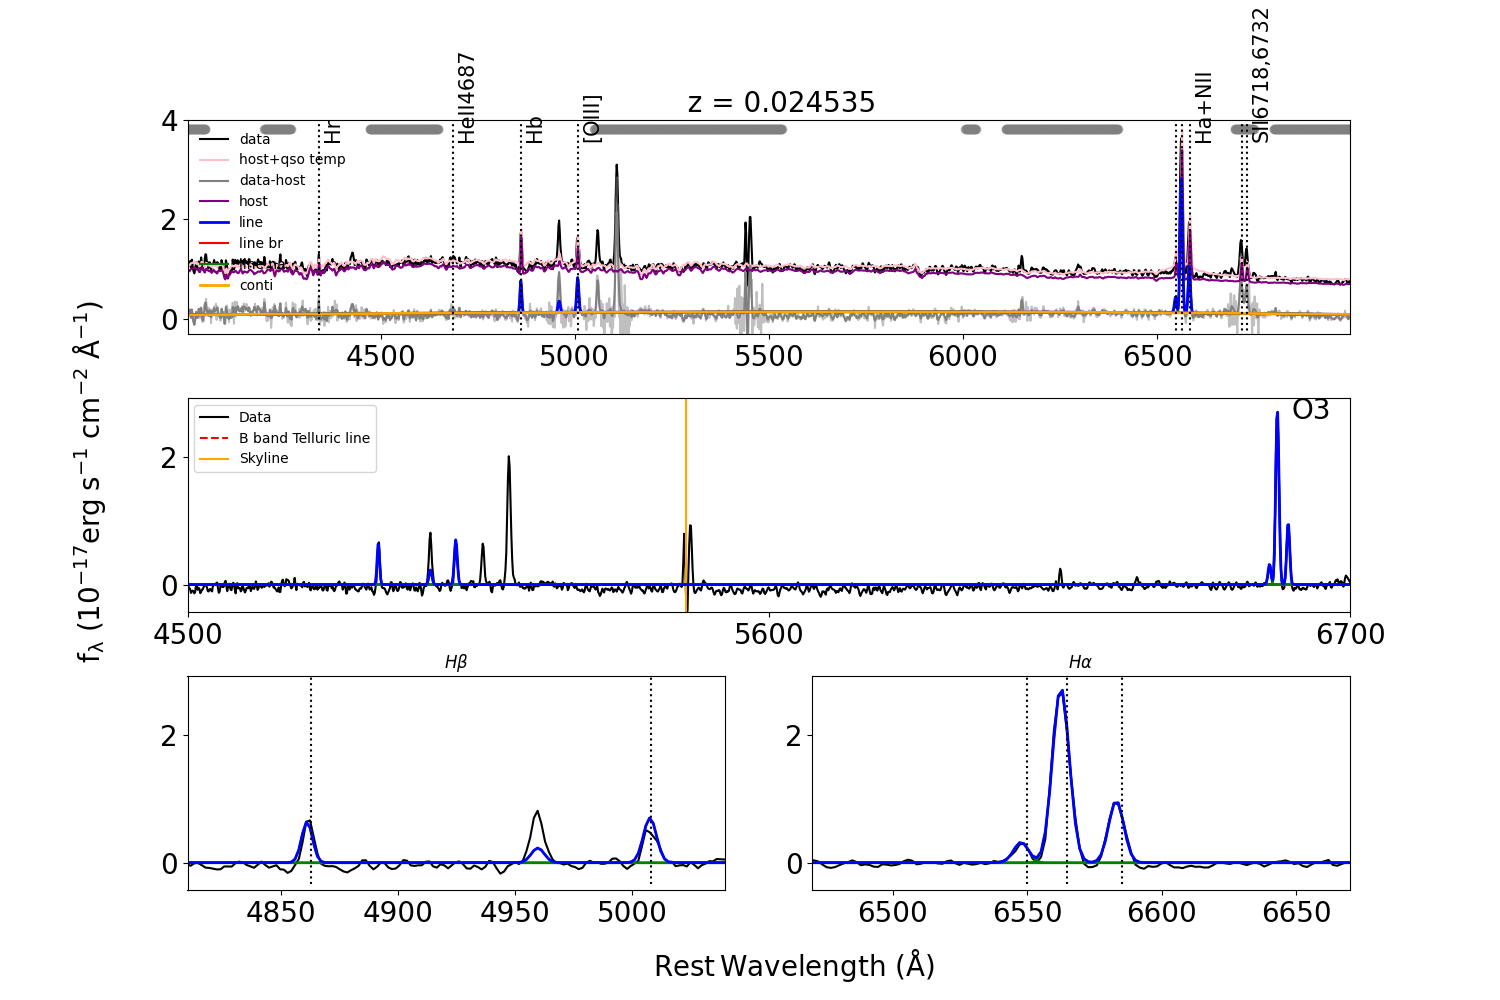 z = 0.024535
Hr
HeII4687
Hb
[OIII]
Ha+NII
SII6718,6732
data
host+qso temp
data-host
host
line
line br
conti
4
2
0
4500
5000
5500
6000
6500
fλ (10⁻¹⁷erg s⁻¹ cm⁻² Å⁻¹)
Data
B band Telluric line
Skyline
O3
2
0
4500
5600
6700
Hβ
2
0
4850
4900
4950
5000
Hα
2
0
6500
6550
6600
6650
Rest Wavelength (Å)